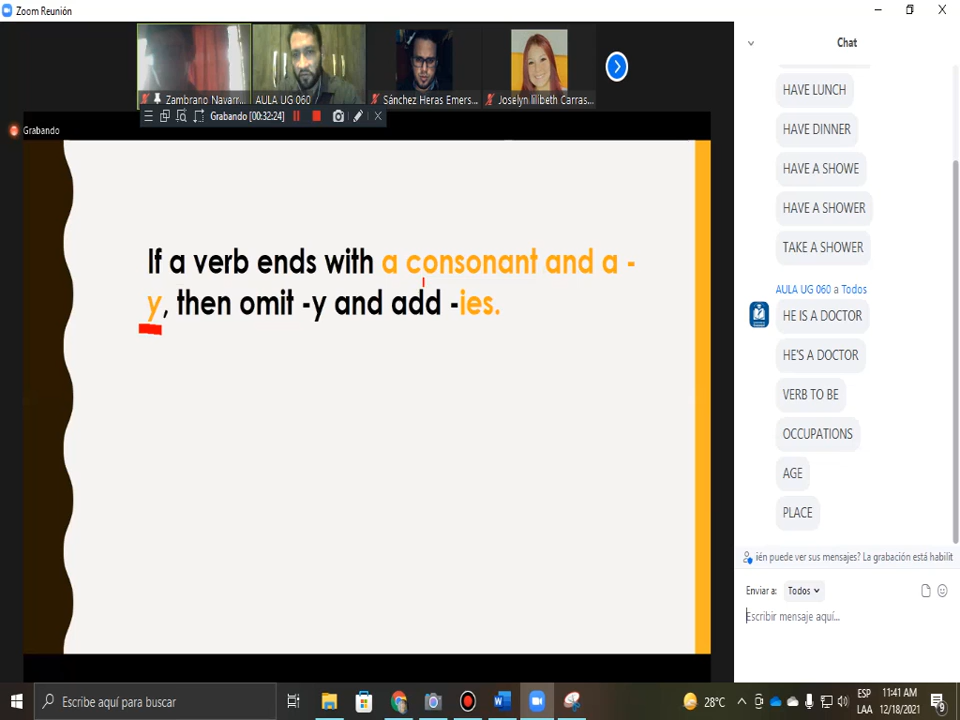 Zoom Reunión
Zambrano Navarr...
AULA UG 060
Sánchez Heras Emers...
Joselyn lilibeth Carras...
Grabando [00:32:24]
Grabando
If a verb ends with a consonant and a -
y, then omit -y and add -ies.
Chat
HAVE LUNCH
HAVE DINNER
HAVE A SHOWE
HAVE A SHOWER
TAKE A SHOWER
AULA UG 060 a Todos
HE IS A DOCTOR
HE'S A DOCTOR
VERB TO BE
OCCUPATIONS
AGE
PLACE
ién puede ver sus mensajes? La grabación está habilit
Enviar a: Todos
Escribir mensaje aquí...
Escribe aquí para buscar
28°C
ESP
LAA
11:41 AM
12/18/2021
9